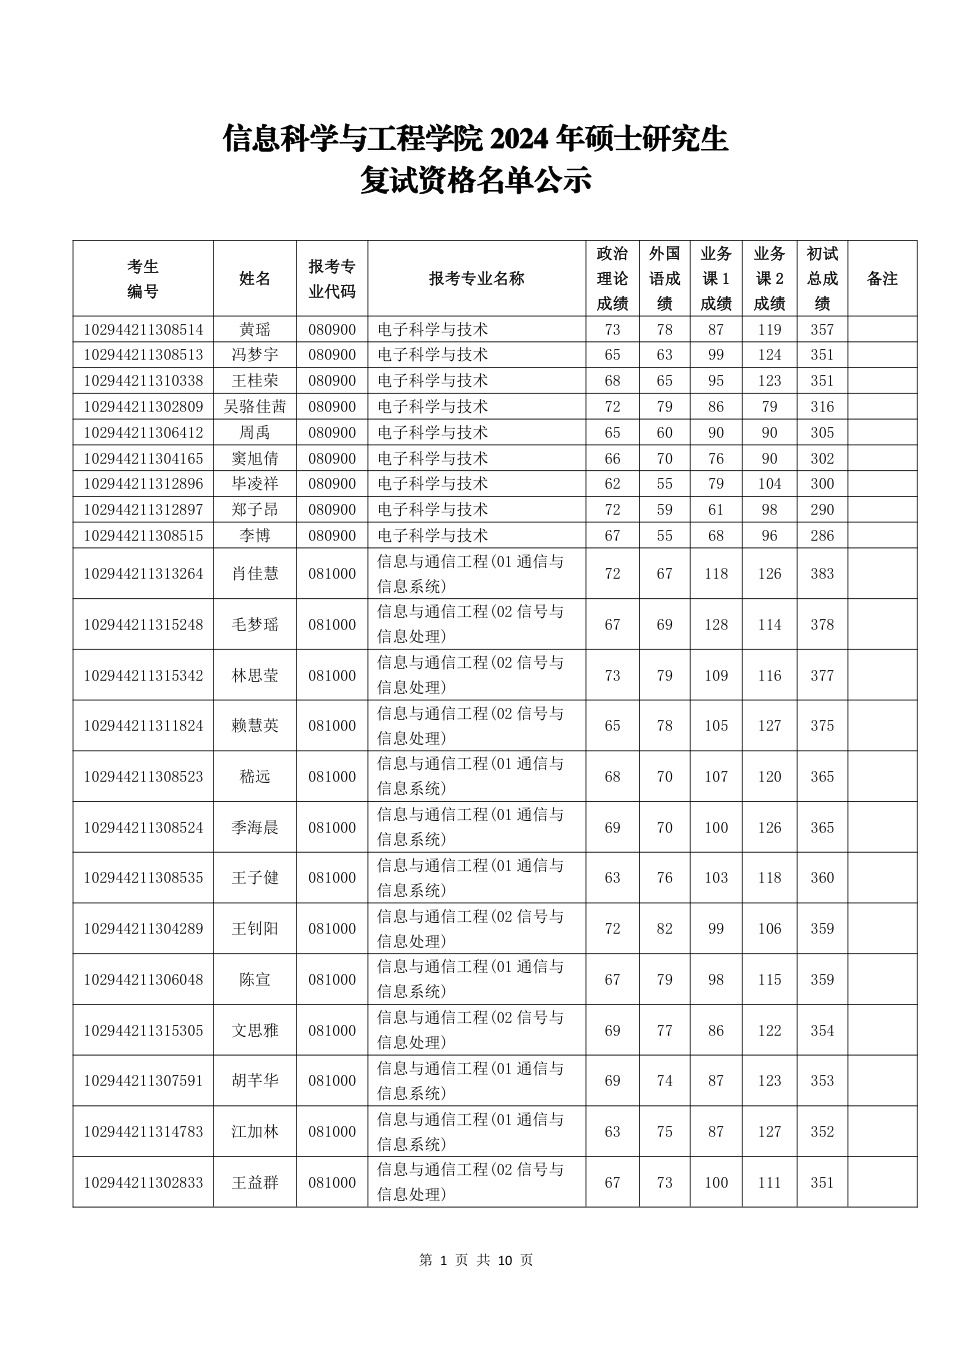 信息科学与工程学院 2024 年硕士研究生
复试资格名单公示
考生编号 姓名 报考专业代码 报考专业名称 政治理论成绩 外国语成绩 业务课 1 成绩 业务课 2 成绩 初试总成绩 备注
102944211308514 黄瑶 080900 电子科学与技术 73 78 87 119 357
102944211308513 冯梦宇 080900 电子科学与技术 65 63 99 124 351
102944211310338 王桂荣 080900 电子科学与技术 68 65 95 123 351
102944211302809 吴骆佳茜 080900 电子科学与技术 72 79 86 79 316
102944211306412 周禹 080900 电子科学与技术 65 60 90 90 305
102944211304165 窦旭倩 080900 电子科学与技术 66 70 76 90 302
102944211312896 毕凌祥 080900 电子科学与技术 62 55 79 104 300
102944211312897 郑子昂 080900 电子科学与技术 72 59 61 98 290
102944211308515 李博 080900 电子科学与技术 67 55 68 96 286
102944211313264 肖佳慧 081000 信息与通信工程(01 通信与信息系统) 72 67 118 126 383
102944211315248 毛梦瑶 081000 信息与通信工程(02 信号与信息处理) 67 69 128 114 378
102944211315342 林思莹 081000 信息与通信工程(02 信号与信息处理) 73 79 109 116 377
102944211311824 赖慧英 081000 信息与通信工程(02 信号与信息处理) 65 78 105 127 375
102944211308523 嵇远 081000 信息与通信工程(01 通信与信息系统) 68 70 107 120 365
102944211308524 季海晨 081000 信息与通信工程(01 通信与信息系统) 69 70 100 126 365
102944211308535 王子健 081000 信息与通信工程(01 通信与信息系统) 63 76 103 118 360
102944211304289 王钊阳 081000 信息与通信工程(02 信号与信息处理) 72 82 99 106 359
102944211306048 陈宣 081000 信息与通信工程(01 通信与信息系统) 67 79 98 115 359
102944211315305 文思雅 081000 信息与通信工程(02 信号与信息处理) 69 77 86 122 354
102944211307591 胡芊华 081000 信息与通信工程(01 通信与信息系统) 69 74 87 123 353
102944211314783 江加林 081000 信息与通信工程(01 通信与信息系统) 63 75 87 127 352
102944211302833 王益群 081000 信息与通信工程(02 信号与信息处理) 67 73 100 111 351
第 1 页 共 10 页